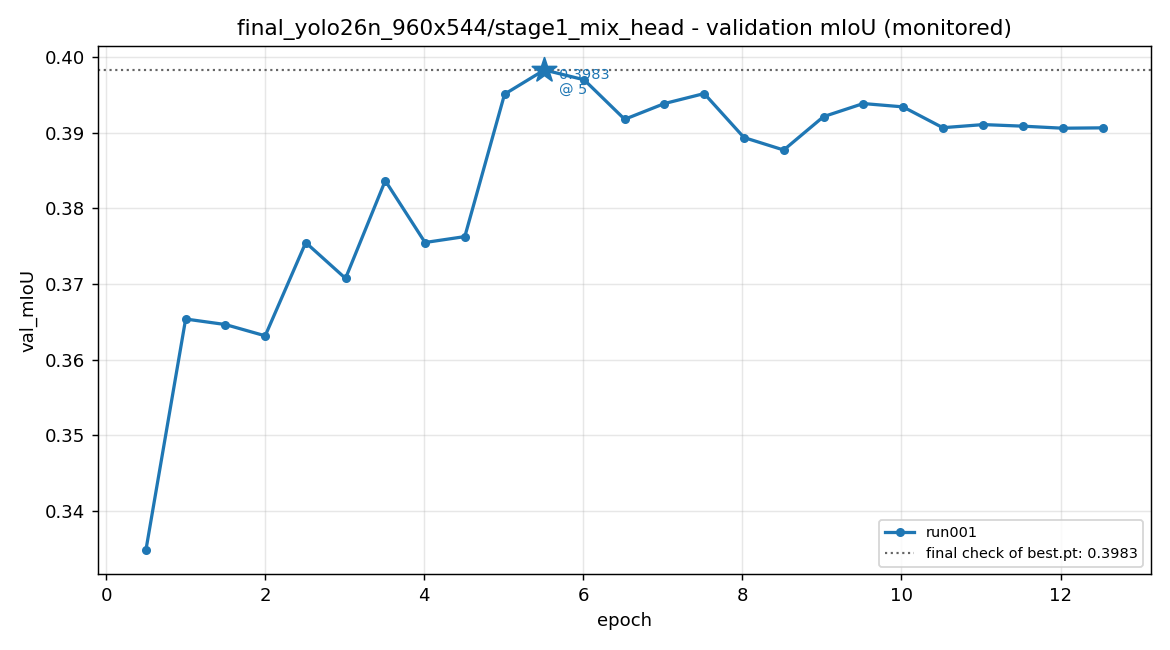 final_yolo26n_960x544/stage1_mix_head - validation mIoU (monitored)
0.40
0.39
0.38
0.37
0.36
0.35
0.34
val_mIoU
0.3983
@ 5
run001
final check of best.pt: 0.3983
0 2 4 6 8 10 12
epoch